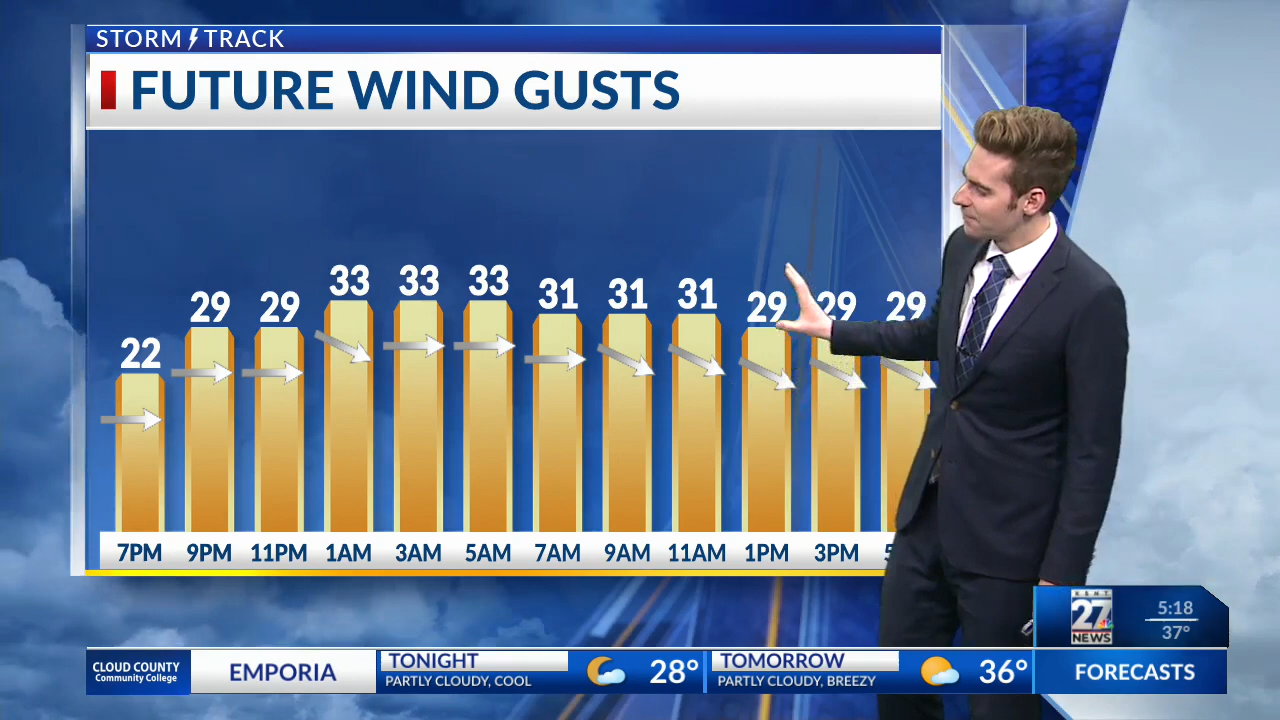 STORM TRACK
FUTURE WIND GUSTS
22 29 29 33 33 33 31 31 31 29 29 29
7PM 9PM 11PM 1AM 3AM 5AM 7AM 9AM 11AM 1PM 3PM
KSNT
27
NEWS
5:18
37°
CLOUD COUNTY
Community College
EMPORIA
TONIGHT
PARTLY CLOUDY, COOL
28°
TOMORROW
PARTLY CLOUDY, BREEZY
36°
FORECASTS